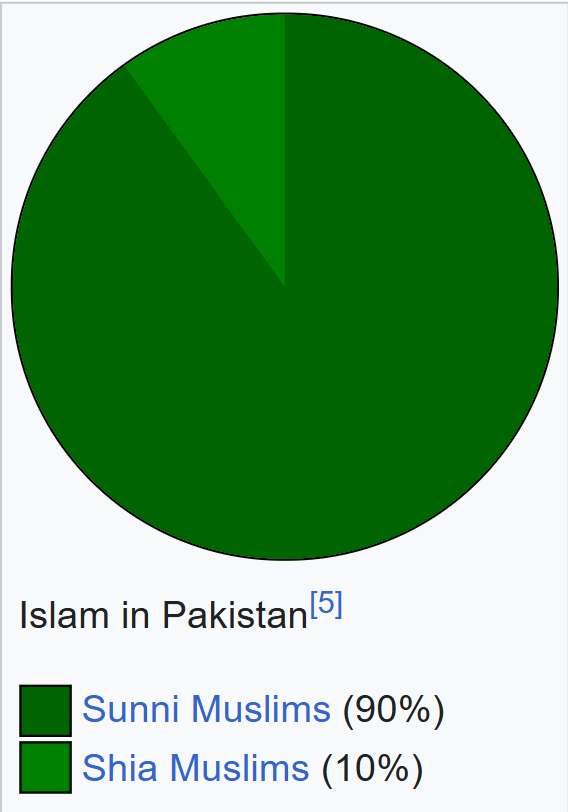 Islam in Pakistan[5]
Sunni Muslims (90%)
Shia Muslims (10%)